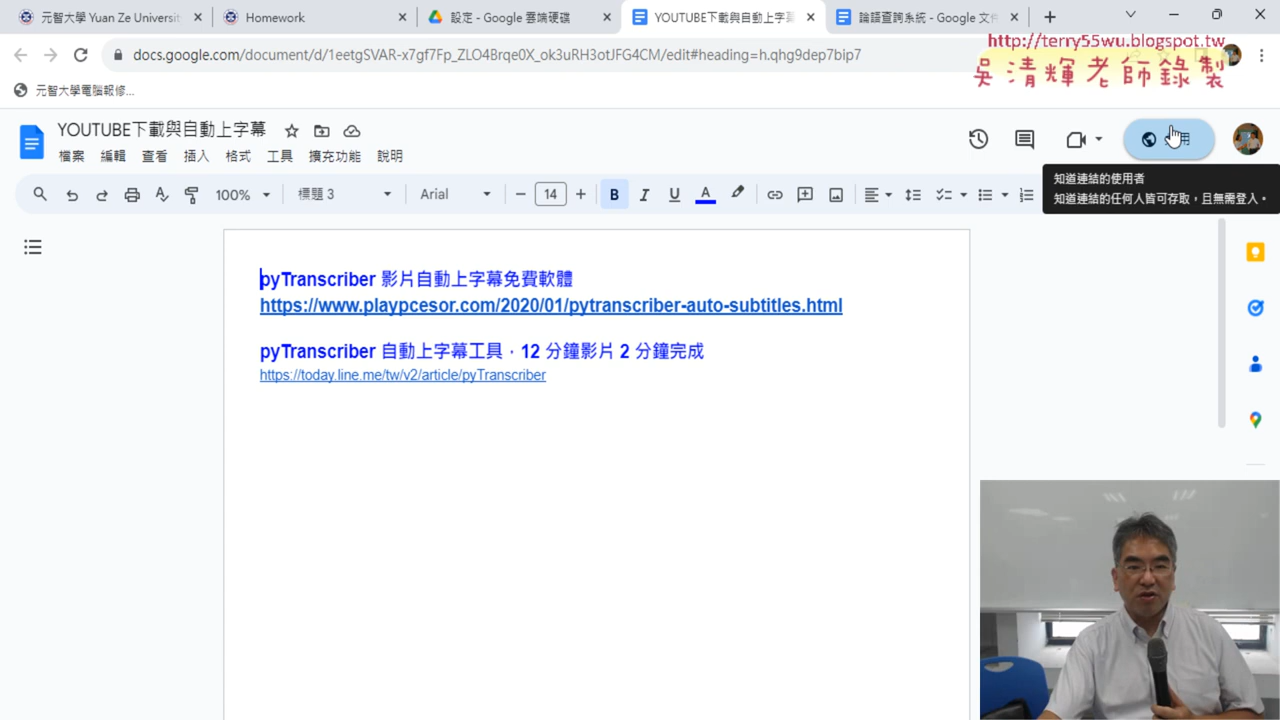 元智大學 Yuan Ze Universit
Homework
設定 - Google 雲端硬碟
YOUTUBE下載與自動上字幕
論語查詢系統 - Google 文件
docs.google.com/document/d/1eetgSVAR-x7gf7Fp_ZLO4Brqe0X_ok3uRH3otJFG4CM/edit#heading=h.qhg9dep7bip7
http://terry55wu.blogspot.tw
吳清輝老師錄製
元智大學電腦報修...
YOUTUBE下載與自動上字幕
檔案 編輯 查看 插入 格式 工具 擴充功能 說明
100% 標題 3 Arial 14 B I U A
知道連結的使用者
知道連結的任何人皆可存取，且無需登入。
pyTranscriber 影片自動上字幕免費軟體
https://www.playpcesor.com/2020/01/pytranscriber-auto-subtitles.html
pyTranscriber 自動上字幕工具，12 分鐘影片 2 分鐘完成
https://today.line.me/tw/v2/article/pyTranscriber